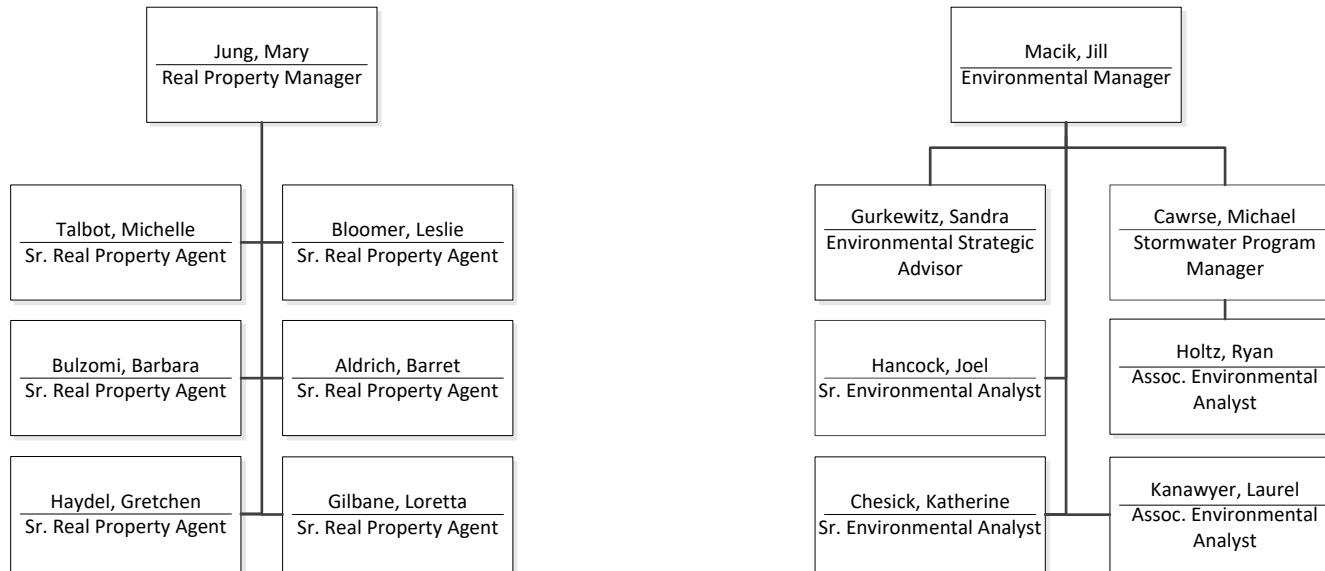 Jung, Mary
Real Property Manager
Macik, Jill
Environmental Manager
Talbot, Michelle
Sr. Real Property Agent
Bloomer, Leslie
Sr. Real Property Agent
Gurkewitz, Sandra
Environmental Strategic
Advisor
Cawrse, Michael
Stormwater Program
Manager
Bulzomi, Barbara
Sr. Real Property Agent
Aldrich, Barret
Sr. Real Property Agent
Hancock, Joel
Sr. Environmental Analyst
Holtz, Ryan
Assoc. Environmental
Analyst
Haydel, Gretchen
Sr. Real Property Agent
Gilbane, Loretta
Sr. Real Property Agent
Chesick, Katherine
Sr. Environmental Analyst
Kanawyer, Laurel
Assoc. Environmental
Analyst